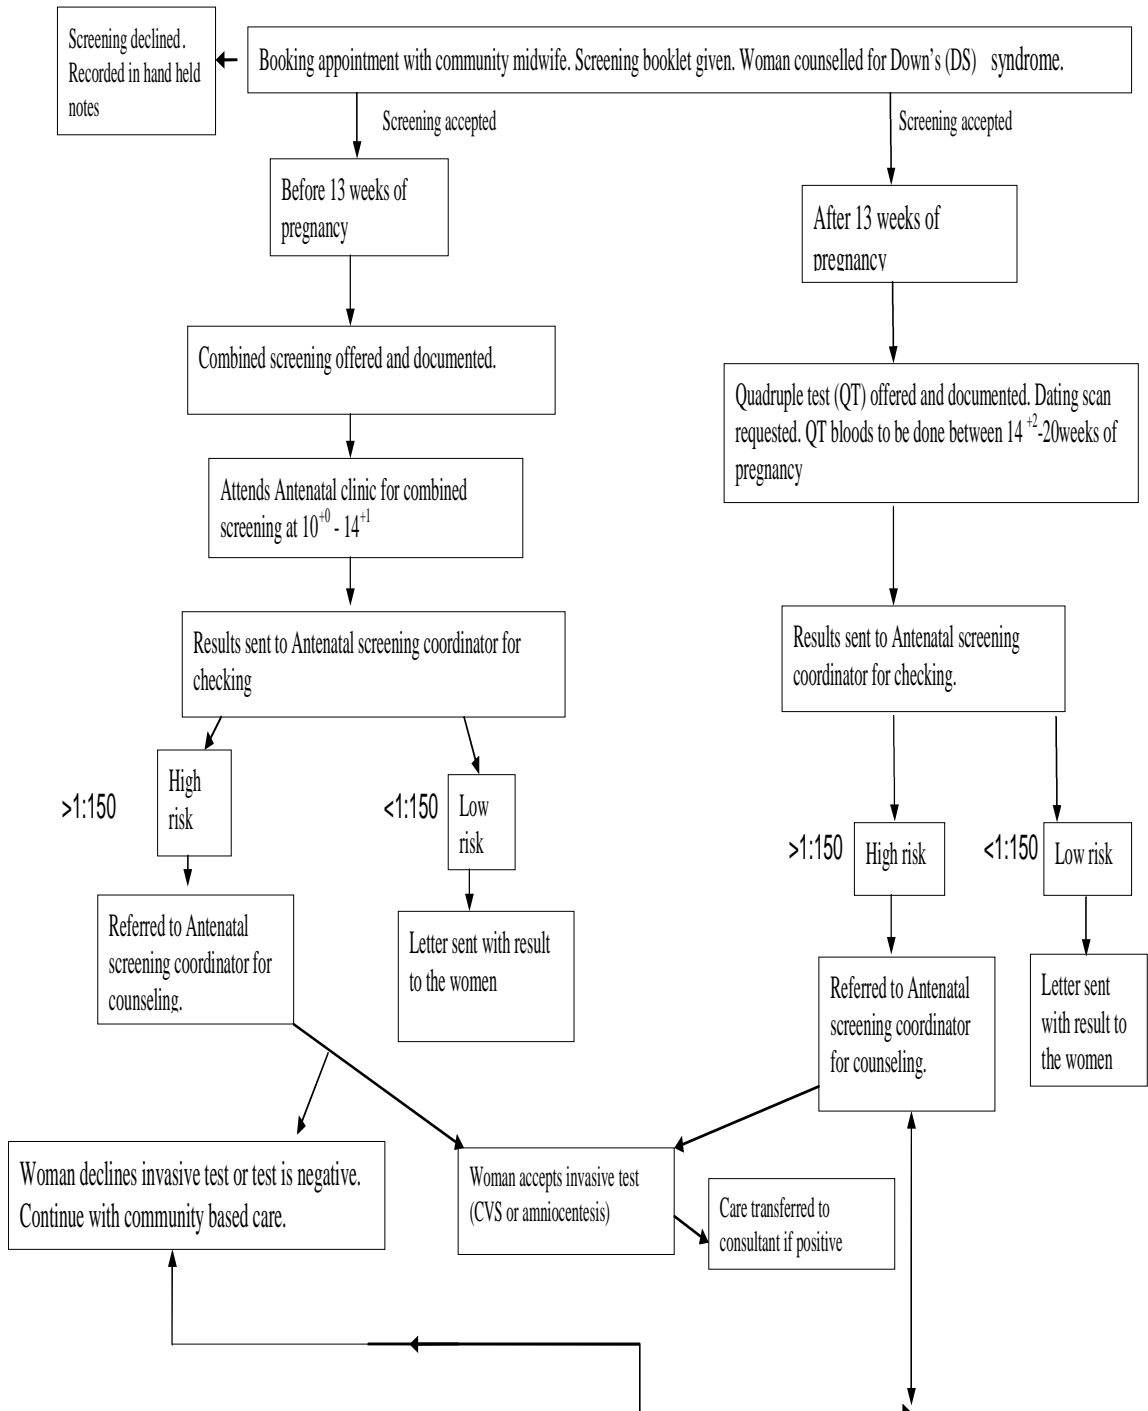 Screening declined.
Recorded in hand held
notes
Booking appointment with community midwife. Screening booklet given. Woman counselled for Down's (DS) syndrome.
Screening accepted
Screening accepted
Before 13 weeks of
pregnancy
After 13 weeks of
pregnancy
Combined screening offered and documented.
Quadruple test (QT) offered and documented. Dating scan
requested. QT bloods to be done between 14 +2-20weeks of
pregnancy
Attends Antenatal clinic for combined
screening at 10+0 - 14+1
Results sent to Antenatal screening coordinator for
checking
Results sent to Antenatal screening
coordinator for checking.
>1:150
High
risk
<1:150
Low
risk
>1:150
High risk
<1:150
Low risk
Referred to Antenatal
screening coordinator for
counseling.
Letter sent with result
to the women
Referred to Antenatal
screening coordinator
for counseling.
Letter sent
with result to
the women
Woman declines invasive test or test is negative.
Continue with community based care.
Woman accepts invasive test
(CVS or amniocentesis)
Care transferred to
consultant if positive